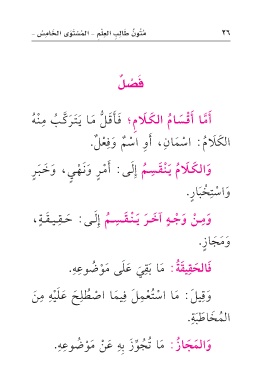 ٢٦ مُتُونُ طَالِبِ العِلْمِ - المُسْتَوَى الخَامِسُ -
فَصْلٌ
أَمَّا أَقْسَامُ الكَلَامِ؛ فَأَقَلُّ مَا يَتَرَكَّبُ مِنْهُ
الكَلَامُ: اسْمَانِ، أَوِ اسْمٌ وَفِعْلٌ.
وَالكَلَامُ يَنْقَسِمُ إِلَى: أَمْرٍ وَنَهْيٍ، وَخَبَرٍ
وَاسْتِخْبَارٍ.
وَمِنْ وَجْهٍ آخَرَ يَنْقَسِمُ إِلَى: حَقِيقَةٍ،
وَمَجَازٍ.
فَالحَقِيقَةُ: مَا بَقِيَ عَلَى مَوْضُوعِهِ.
وَقِيلَ: مَا اسْتُعْمِلَ فِيمَا اصْطُلِحَ عَلَيْهِ مِنَ
المُخَاطَبَةِ.
وَالمَجَازُ: مَا تُجُوِّزَ بِهِ عَنْ مَوْضُوعِهِ.